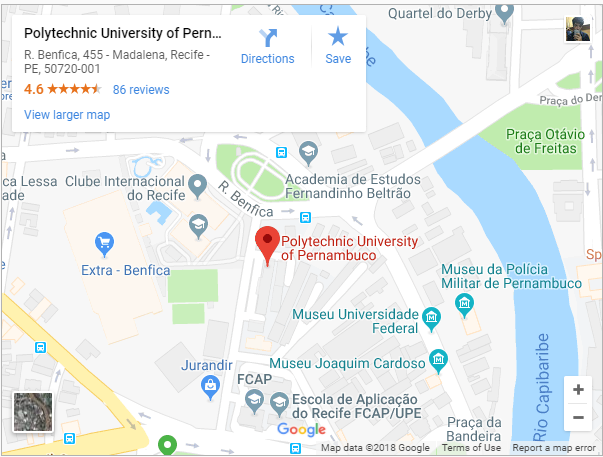 Polytechnic University of Pern...
R. Benfica, 455 - Madalena, Recife -
PE, 50720-001
4.6 86 reviews
View larger map
Directions
Save
Quartel do Derby
Praça do Der
Praça Otávio
de Freitas
ca Lessa
ade
Clube Internacional
do Recife
Academia de Estudos
Fernandinho Beltrão
R. Benfica
Extra - Benfica
Polytechnic University
of Pernambuco
Museu da Polícia
Militar de Pernambuco
Museu Universidade
Federal
Museu Joaquim Cardoso
Jurandir
FCAP
Escola de Aplicação
do Recife FCAP/UPE
Praça da
Bandeira
Rio Capibaribe
Capibaribe
+
−
Google
Map data ©2018 Google Terms of Use Report a map error